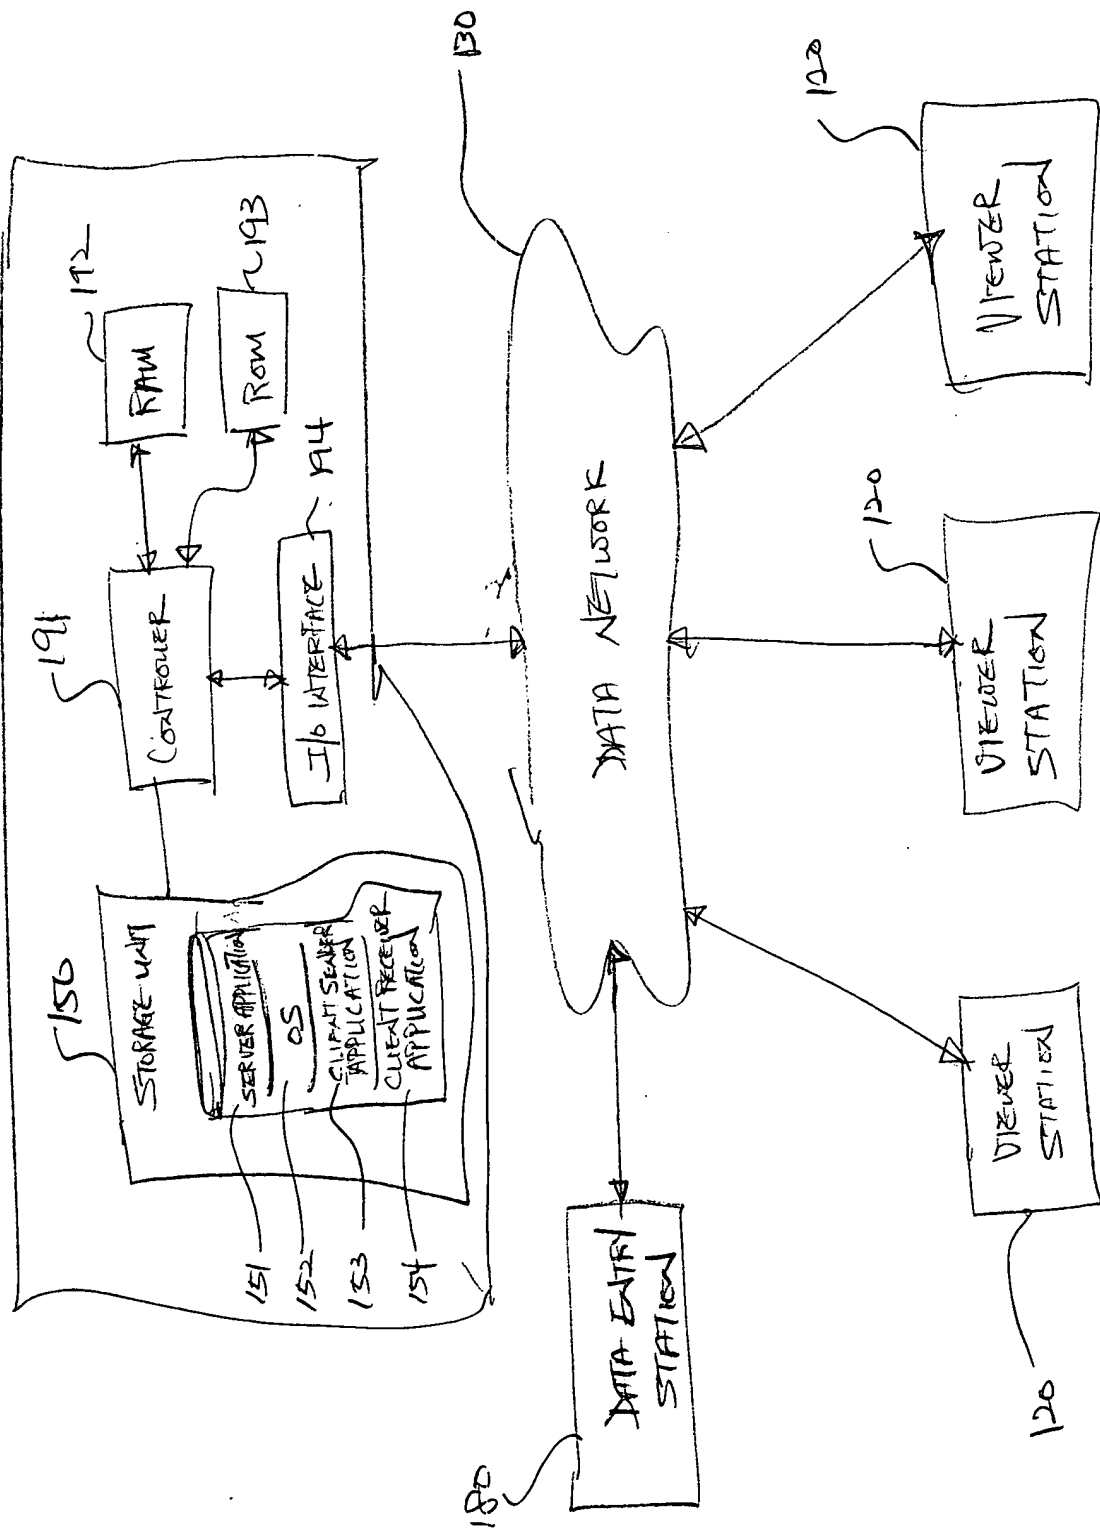 150
STORAGE UNIT
SERVER APPLICATION
OS
CLIENT SENDER
APPLICATION
CLIENT RECEIVER
APPLICATION
151
152
153
154
191
CONTROLLER
192
RAM
193
ROM
194
I/O INTERFACE
130
DATA NETWORK
180
DATA ENTRY
STATION
120
VIEWER
STATION
120
VIEWER
STATION
120
VIEWER
STATION